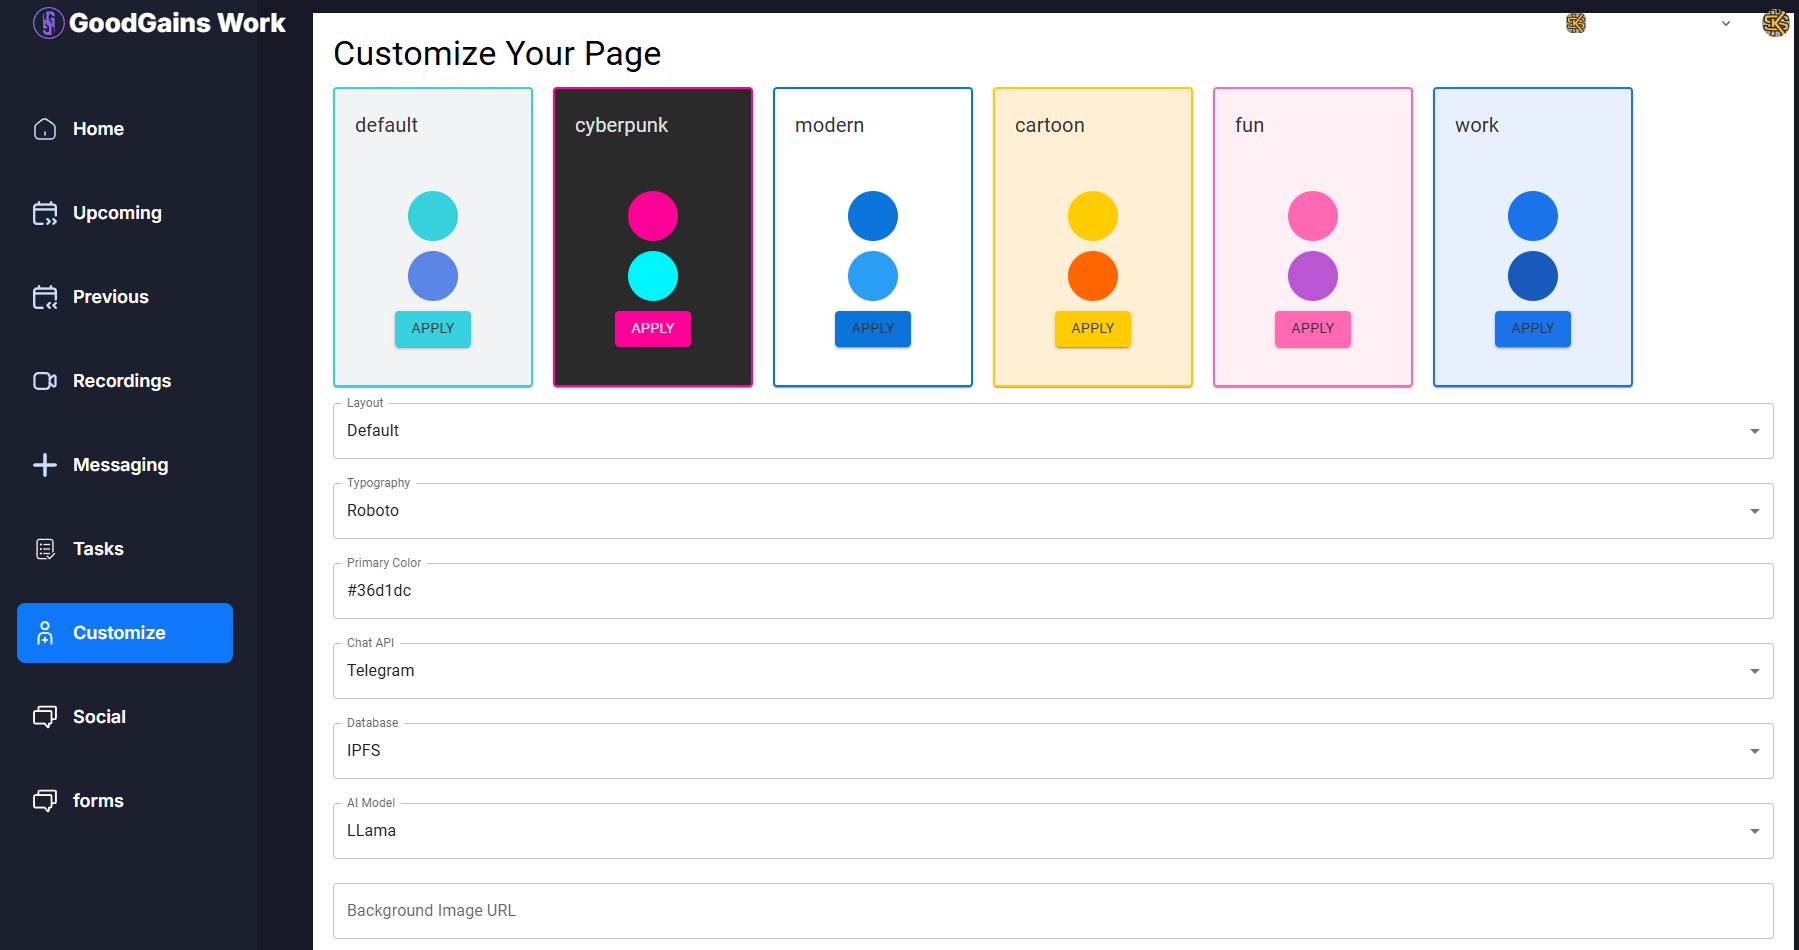 GoodGains Work
Home
Upcoming
Previous
Recordings
Messaging
Tasks
Customize
Social
forms
Customize Your Page
default
APPLY
cyberpunk
APPLY
modern
APPLY
cartoon
APPLY
fun
APPLY
work
APPLY
Layout
Default
Typography
Roboto
Primary Color
#36d1dc
Chat API
Telegram
Database
IPFS
AI Model
LLama
Background Image URL